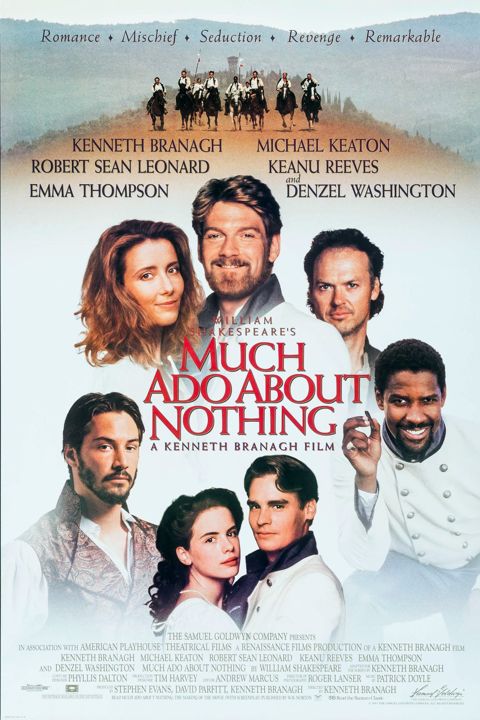 Romance ♦ Mischief ♦ Seduction ♦ Revenge ♦ Remarkable
KENNETH BRANAGH MICHAEL KEATON
ROBERT SEAN LEONARD KEANU REEVES
EMMA THOMPSON and DENZEL WASHINGTON
WILLIAM
SHAKESPEARE'S
MUCH
ADO ABOUT
NOTHING
A KENNETH BRANAGH FILM
THE SAMUEL GOLDWYN COMPANY PRESENTS
IN ASSOCIATION WITH AMERICAN PLAYHOUSE THEATRICAL FILMS A RENAISSANCE FILMS PRODUCTION OF A KENNETH BRANAGH FILM
KENNETH BRANAGH MICHAEL KEATON ROBERT SEAN LEONARD KEANU REEVES EMMA THOMPSON
AND DENZEL WASHINGTON MUCH ADO ABOUT NOTHING BY WILLIAM SHAKESPEARE KENNETH BRANAGH
PHYLLIS DALTON TIM HARVEY ANDREW MARCUS ROGER LANSER MUSIC BY PATRICK DOYLE
STEPHEN EVANS, DAVID PARFITT, KENNETH BRANAGH DIRECTED BY KENNETH BRANAGH